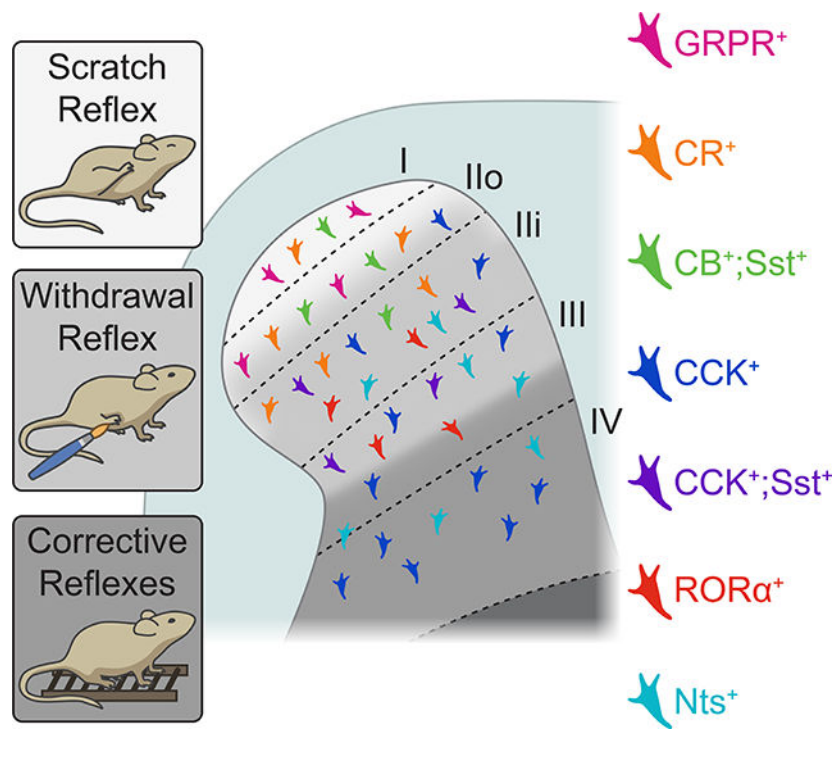 Scratch
Reflex
Withdrawal
Reflex
Corrective
Reflexes
I
IIo
IIi
III
IV
GRPR⁺
CR⁺
CB⁺;Sst⁺
CCK⁺
CCK⁺;Sst⁺
RORα⁺
Nts⁺